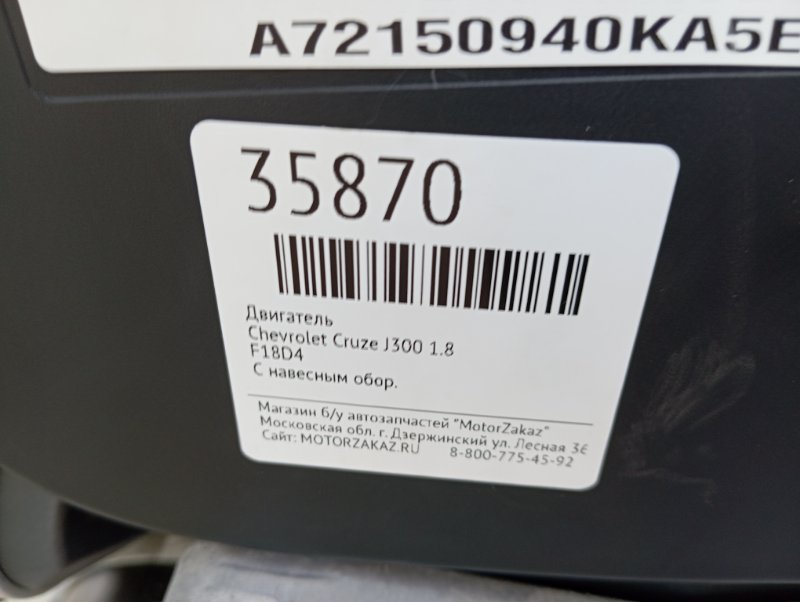 A72150940KA5E
35870
Двигатель
Chevrolet Cruze J300 1.8
F18D4
С навесным обор.
Магазин б/у автозапчастей "MotorZakaz"
Московская обл. г. Дзержинский ул. Лесная 3б
Сайт: MOTORZAKAZ.RU 8-800-775-45-92